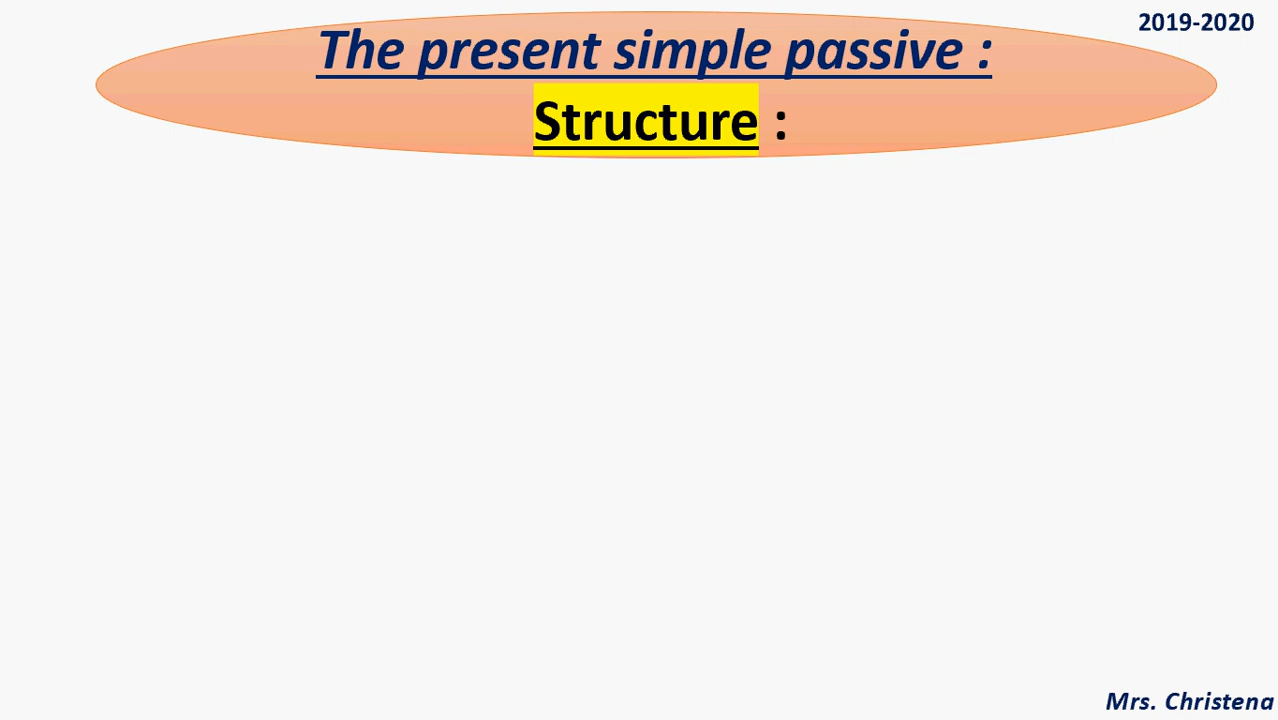 2019-2020
The present simple passive :
Structure :
Mrs. Christena